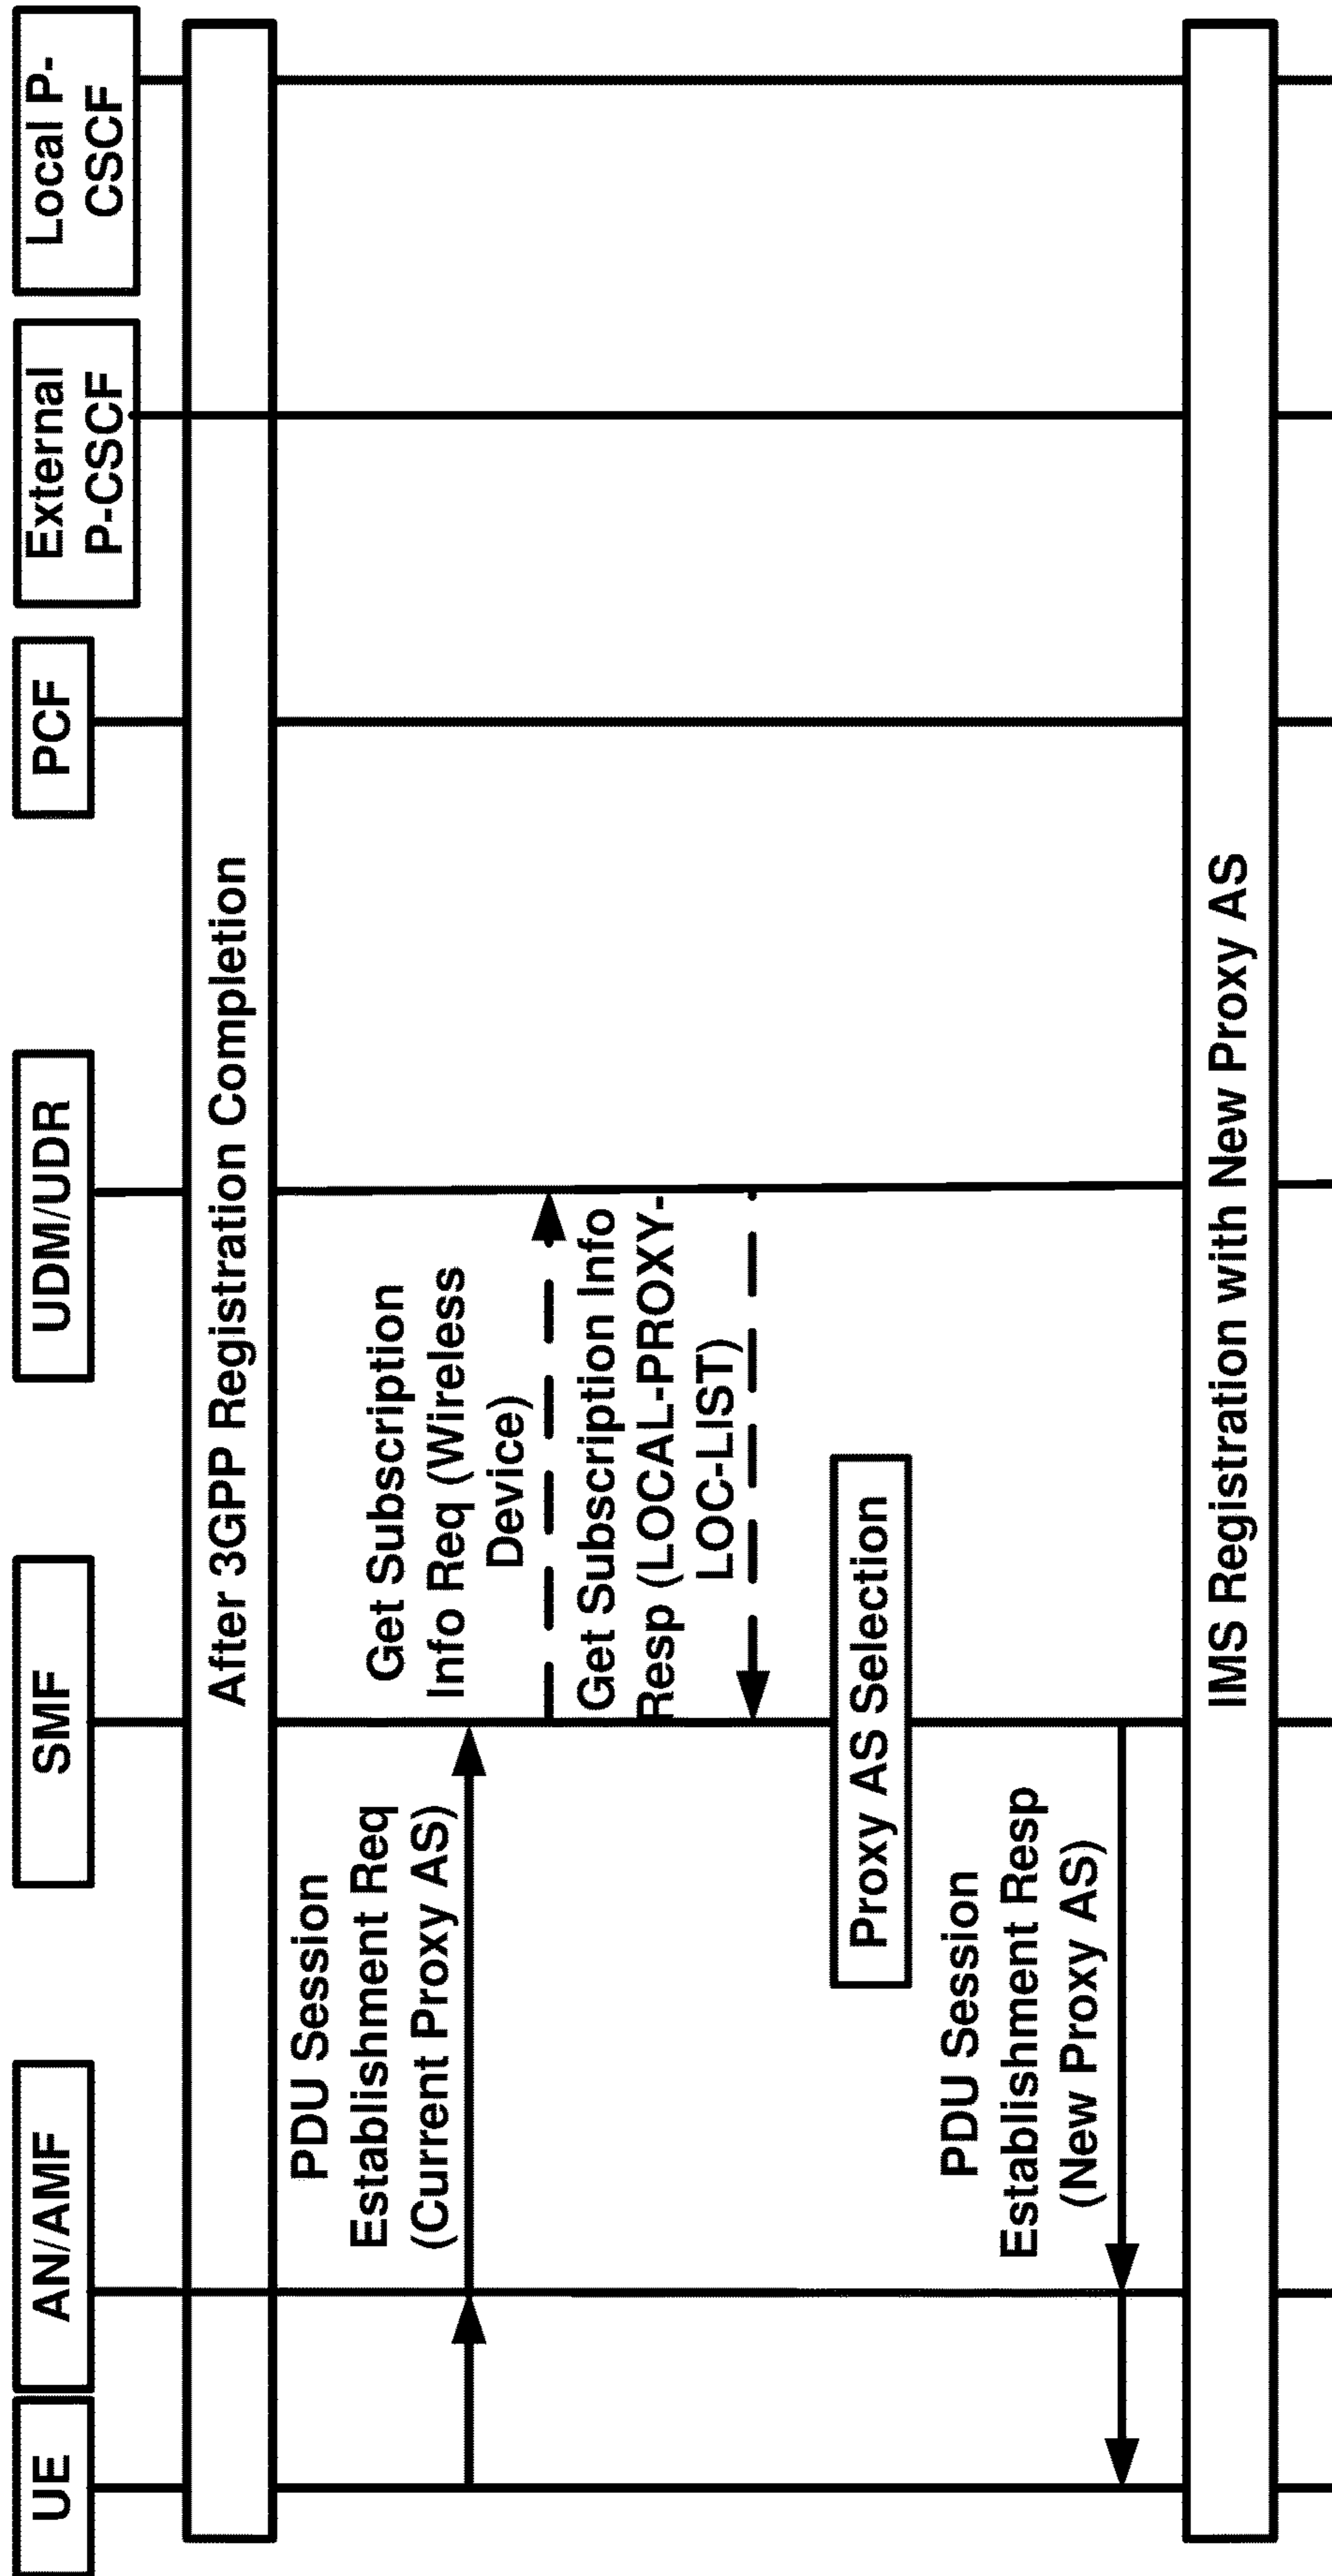 UE
AN/AMF
SMF
UDM/UDR
PCF
External
P-CSCF
Local P-
CSCF
After 3GPP Registration Completion
PDU Session
Establishment Req
(Current Proxy AS)
Get Subscription
Info Req (Wireless
Device)
Get Subscription Info
Resp (LOCAL-PROXY-
LOC-LIST)
Proxy AS Selection
PDU Session
Establishment Resp
(New Proxy AS)
IMS Registration with New Proxy AS